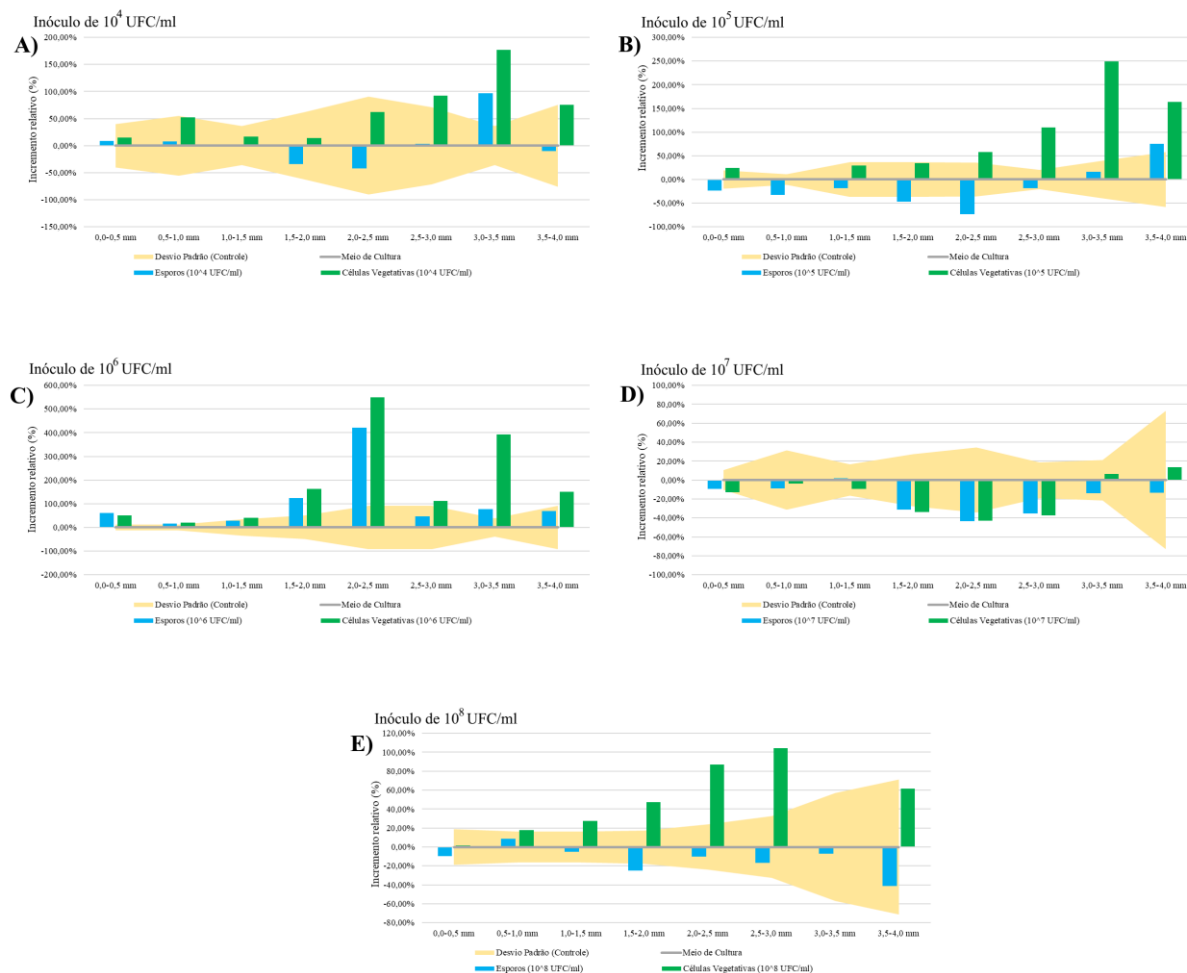 Inóculo de 10^4 UFC/ml
A)
Incremento relativo (%)
200,00%
150,00%
100,00%
50,00%
0,00%
-50,00%
-100,00%
-150,00%
0,0-0,5 mm 0,5-1,0 mm 1,0-1,5 mm 1,5-2,0 mm 2,0-2,5 mm 2,5-3,0 mm 3,0-3,5 mm 3,5-4,0 mm
Desvio Padrão (Controle) Meio de Cultura
Esporos (10^4 UFC/ml) Células Vegetativas (10^4 UFC/ml)
Inóculo de 10^5 UFC/ml
B)
Incremento relativo (%)
300,00%
250,00%
200,00%
150,00%
100,00%
50,00%
0,00%
-50,00%
-100,00%
0,0-0,5 mm 0,5-1,0 mm 1,0-1,5 mm 1,5-2,0 mm 2,0-2,5 mm 2,5-3,0 mm 3,0-3,5 mm 3,5-4,0 mm
Desvio Padrão (Controle) Meio de Cultura
Esporos (10^5 UFC/ml) Células Vegetativas (10^5 UFC/ml)
Inóculo de 10^6 UFC/ml
C)
Incremento relativo (%)
600,00%
500,00%
400,00%
300,00%
200,00%
100,00%
0,00%
-100,00%
-200,00%
0,0-0,5 mm 0,5-1,0 mm 1,0-1,5 mm 1,5-2,0 mm 2,0-2,5 mm 2,5-3,0 mm 3,0-3,5 mm 3,5-4,0 mm
Desvio Padrão (Controle) Meio de Cultura
Esporos (10^6 UFC/ml) Células Vegetativas (10^6 UFC/ml)
Inóculo de 10^7 UFC/ml
D)
Incremento relativo (%)
100,00%
80,00%
60,00%
40,00%
20,00%
0,00%
-20,00%
-40,00%
-60,00%
-80,00%
-100,00%
0,0-0,5 mm 0,5-1,0 mm 1,0-1,5 mm 1,5-2,0 mm 2,0-2,5 mm 2,5-3,0 mm 3,0-3,5 mm 3,5-4,0 mm
Desvio Padrão (Controle) Meio de Cultura
Esporos (10^7 UFC/ml) Células Vegetativas (10^7 UFC/ml)
Inóculo de 10^8 UFC/ml
E)
Incremento relativo (%)
120,00%
100,00%
80,00%
60,00%
40,00%
20,00%
0,00%
-20,00%
-40,00%
-60,00%
-80,00%
0,0-0,5 mm 0,5-1,0 mm 1,0-1,5 mm 1,5-2,0 mm 2,0-2,5 mm 2,5-3,0 mm 3,0-3,5 mm 3,5-4,0 mm
Desvio Padrão (Controle) Meio de Cultura
Esporos (10^8 UFC/ml) Células Vegetativas (10^8 UFC/ml)